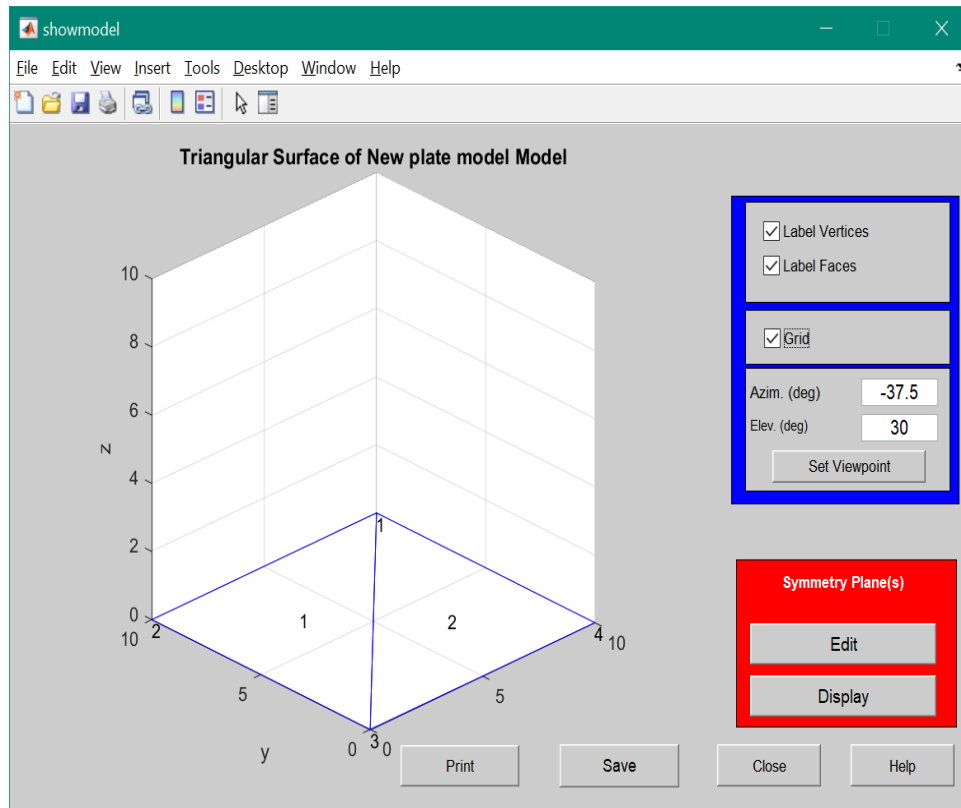 showmodel
File Edit View Insert Tools Desktop Window Help
Triangular Surface of New plate model Model
10
8
6
4
2
0
z
10
5
0
y
0
5
10
1
2
3
4
1
2
Label Vertices
Label Faces
Grid
Azim. (deg) -37.5
Elev. (deg) 30
Set Viewpoint
Symmetry Plane(s)
Edit
Display
Print Save Close Help